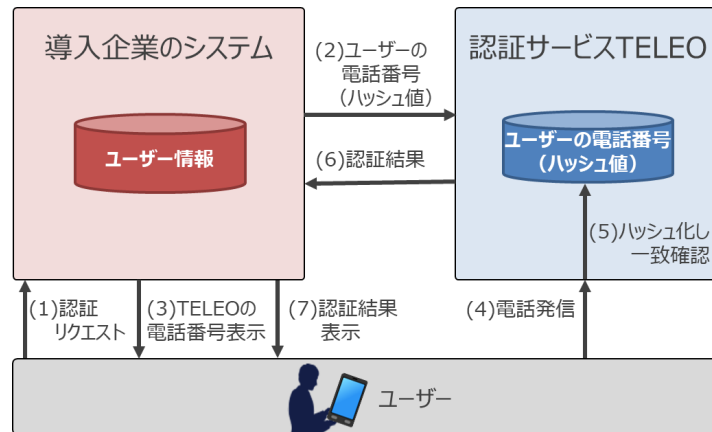 導入企業のシステム
認証サービスTELEO
(2)ユーザーの
電話番号
(ハッシュ値)
ユーザー情報
ユーザーの電話番号
(ハッシュ値)
(6)認証結果
(5)ハッシュ化し
一致確認
(1)認証
リクエスト
(3)TELEOの
電話番号表示
(7)認証結果
表示
(4)電話発信
ユーザー